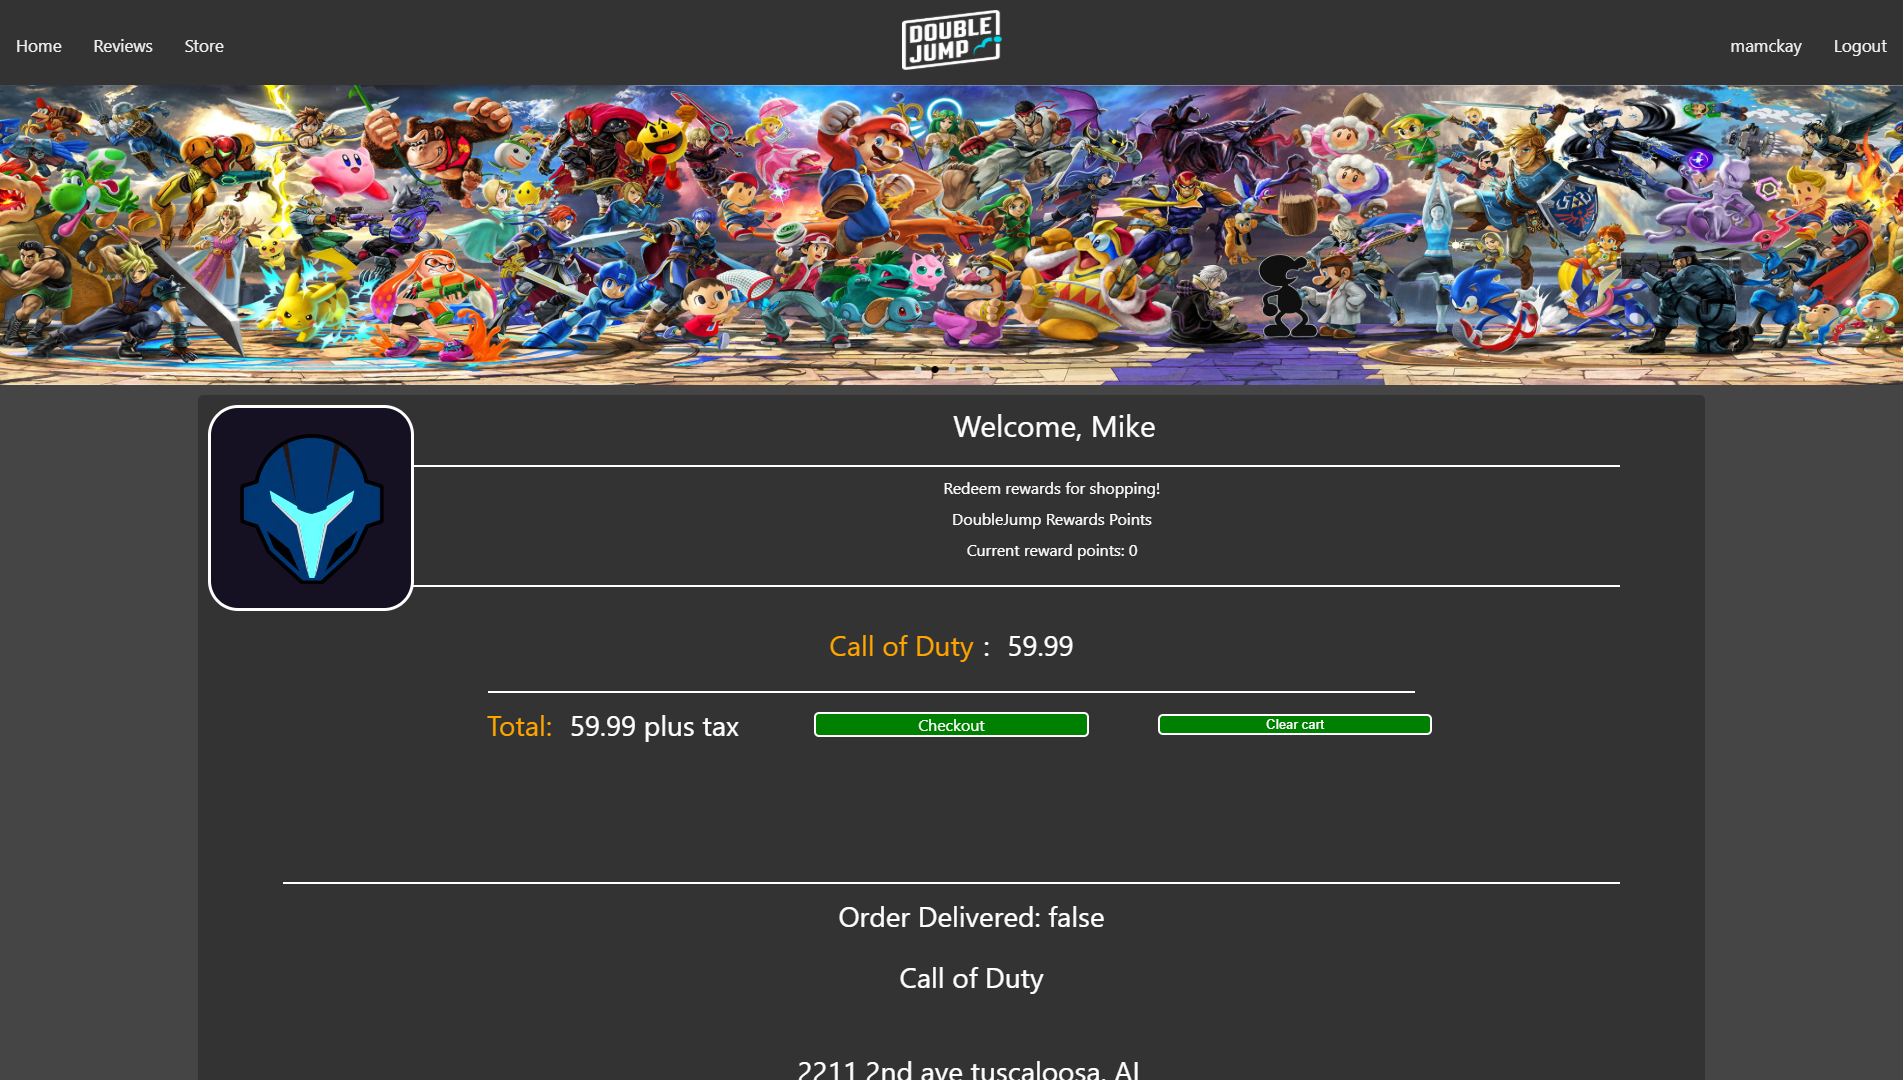 Home Reviews Store
DOUBLE
JUMP
mamckay Logout
Welcome, Mike
Redeem rewards for shopping!
DoubleJump Rewards Points
Current reward points: 0
Call of Duty : 59.99
Total: 59.99 plus tax Checkout Clear cart
Order Delivered: false
Call of Duty
2211 2nd ave tuscaloosa, Al